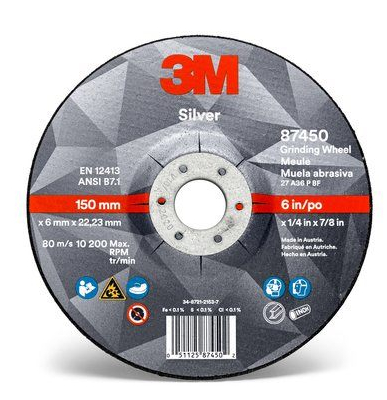 3M
Silver
87450
Grinding Wheel
Meule
Muela abrasiva
27 A36 P BF
EN 12413
ANSI B7.1
150 mm
6 in/po
x 6 mm x 22,23 mm
x 1/4 in x 7/8 in
80 m/s 10 200 Max.
RPM
tr/min
Made in Austria.
Fabriqué en Autriche.
Hecho en Austria.
34-8721-2153-7
Fe < 0.1% S < 0.1% Cl < 0.1%
INOX
0 51125 87450 2